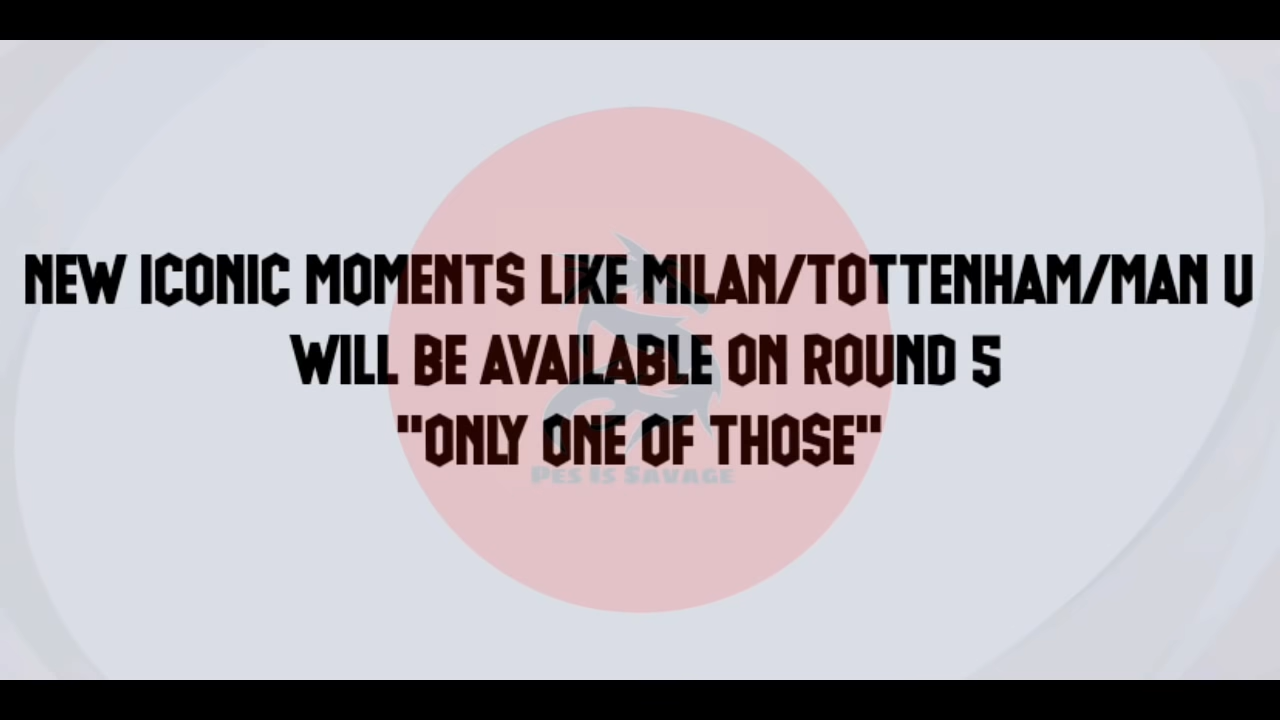 NEW ICONIC MOMENTS LIKE MILAN/TOTTENHAM/MAN U
WILL BE AVAILABLE ON ROUND 5
"ONLY ONE OF THOSE"
PES IS SAVAGE